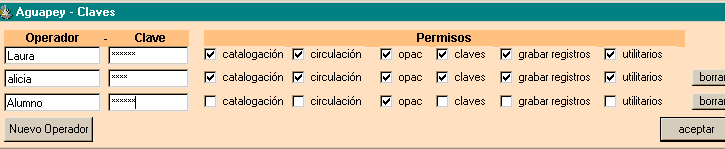 Aguapey - Claves
Operador - Clave Permisos
Laura ****** catalogación circulación opac claves grabar registros utilitarios
alicia **** catalogación circulación opac claves grabar registros utilitarios borrar
Alumno ****** catalogación circulación opac claves grabar registros utilitarios borrar
Nuevo Operador aceptar